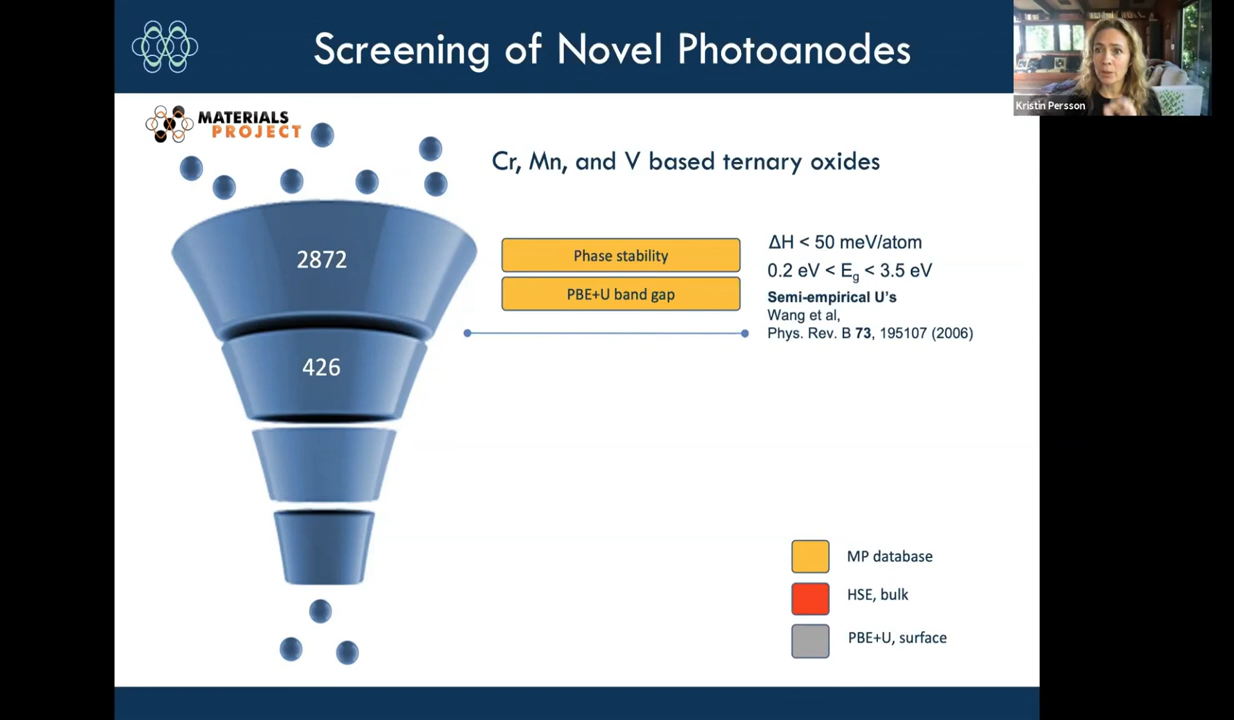 Screening of Novel Photoanodes
Kristin Persson
MATERIALS
PROJECT
Cr, Mn, and V based ternary oxides
2872
Phase stability
PBE+U band gap
ΔH < 50 meV/atom
0.2 eV < Eg < 3.5 eV
Semi-empirical U's
Wang et al,
Phys. Rev. B 73, 195107 (2006)
426
MP database
HSE, bulk
PBE+U, surface